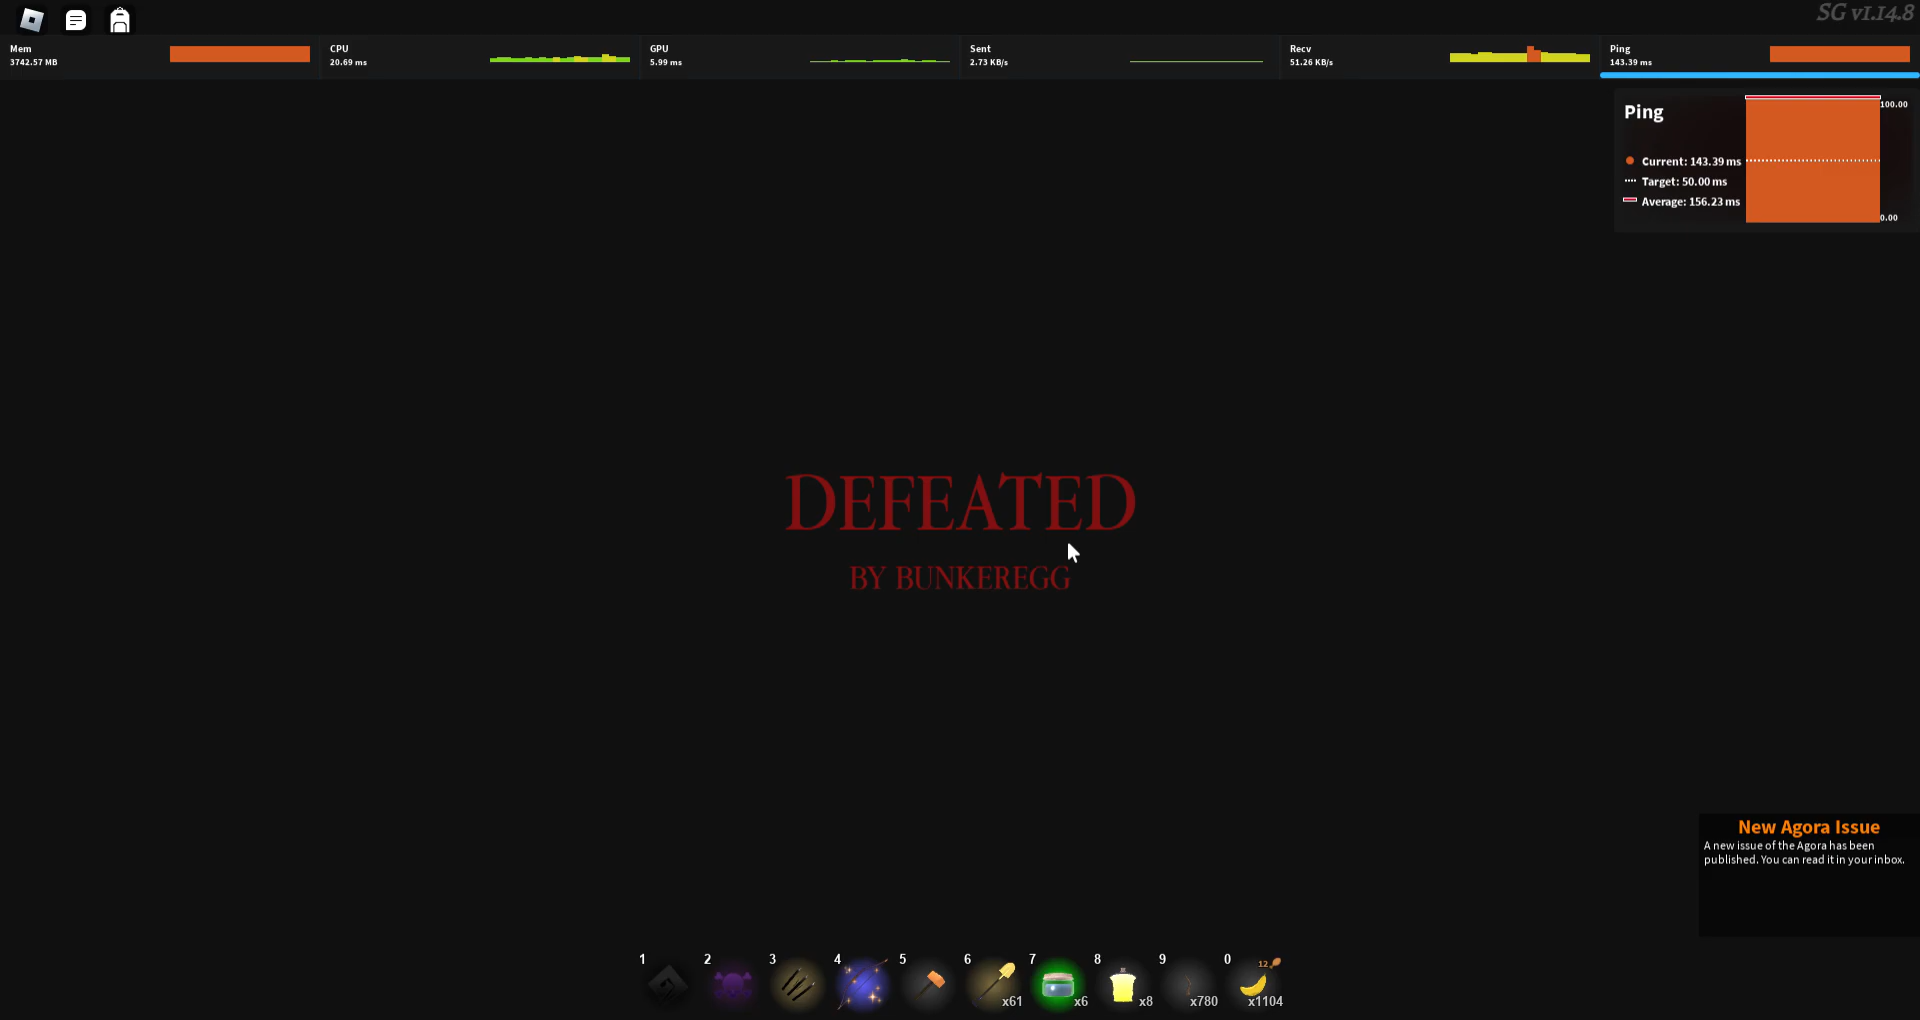 SG v1.14.8
Mem
3742.57 MB
CPU
20.69 ms
GPU
5.99 ms
Sent
2.73 KB/s
Recv
51.26 KB/s
Ping
143.39 ms
Ping
100.00
Current: 143.39 ms
Target: 50.00 ms
Average: 156.23 ms
0.00
DEFEATED
BY BUNKEREGG
New Agora Issue
A new issue of the Agora has been
published. You can read it in your inbox.
1 2 3 4 5 6 7 8 9 0
12
x61 x6 x8 x780 x1104